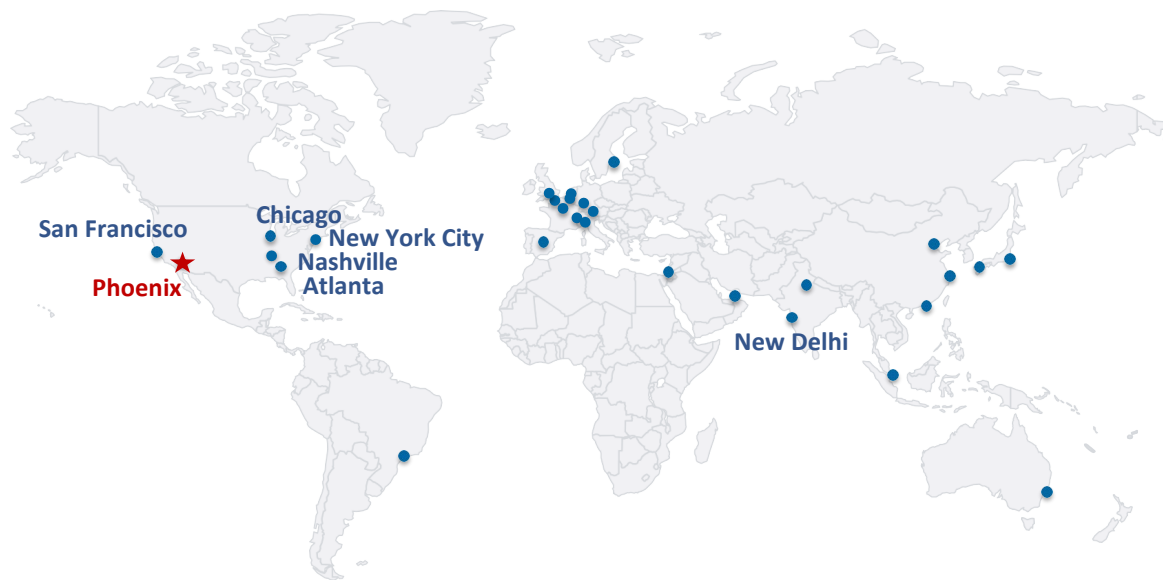 Chicago
San Francisco
New York City
Nashville
Phoenix
Atlanta
New Delhi